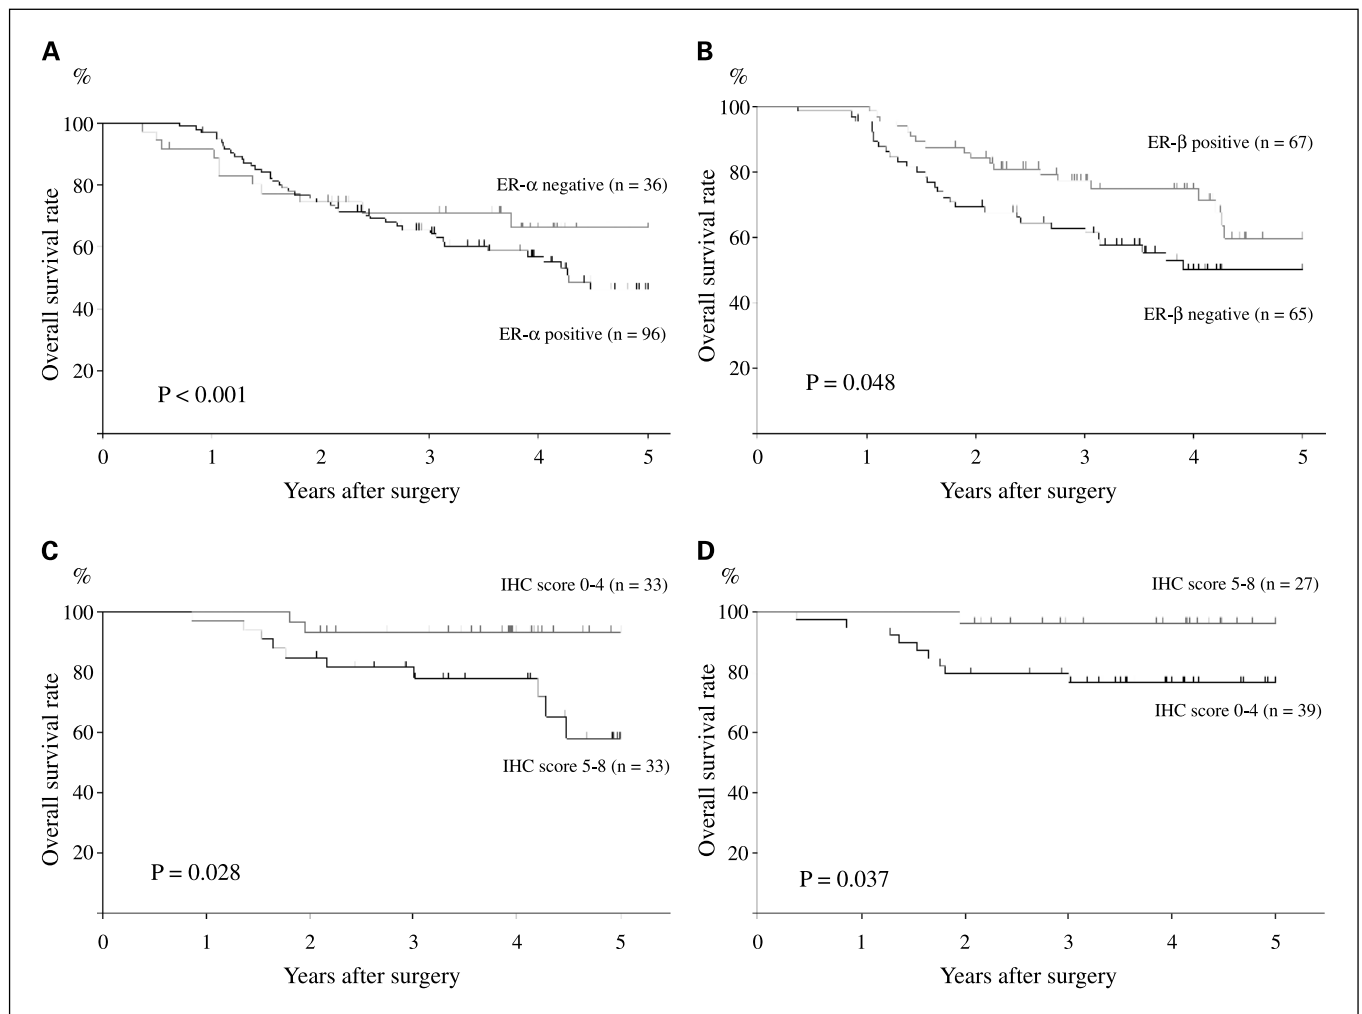 A
%
100
80
60
40
20
Overall survival rate
ER-α negative (n = 36)
ER-α positive (n = 96)
P < 0.001
0 1 2 3 4 5
Years after surgery
B
%
100
80
60
40
20
Overall survival rate
ER-β positive (n = 67)
ER-β negative (n = 65)
P = 0.048
0 1 2 3 4 5
Years after surgery
C
%
100
80
60
40
20
Overall survival rate
IHC score 0-4 (n = 33)
IHC score 5-8 (n = 33)
P = 0.028
0 1 2 3 4 5
Years after surgery
D
%
100
80
60
40
20
Overall survival rate
IHC score 5-8 (n = 27)
IHC score 0-4 (n = 39)
P = 0.037
0 1 2 3 4 5
Years after surgery